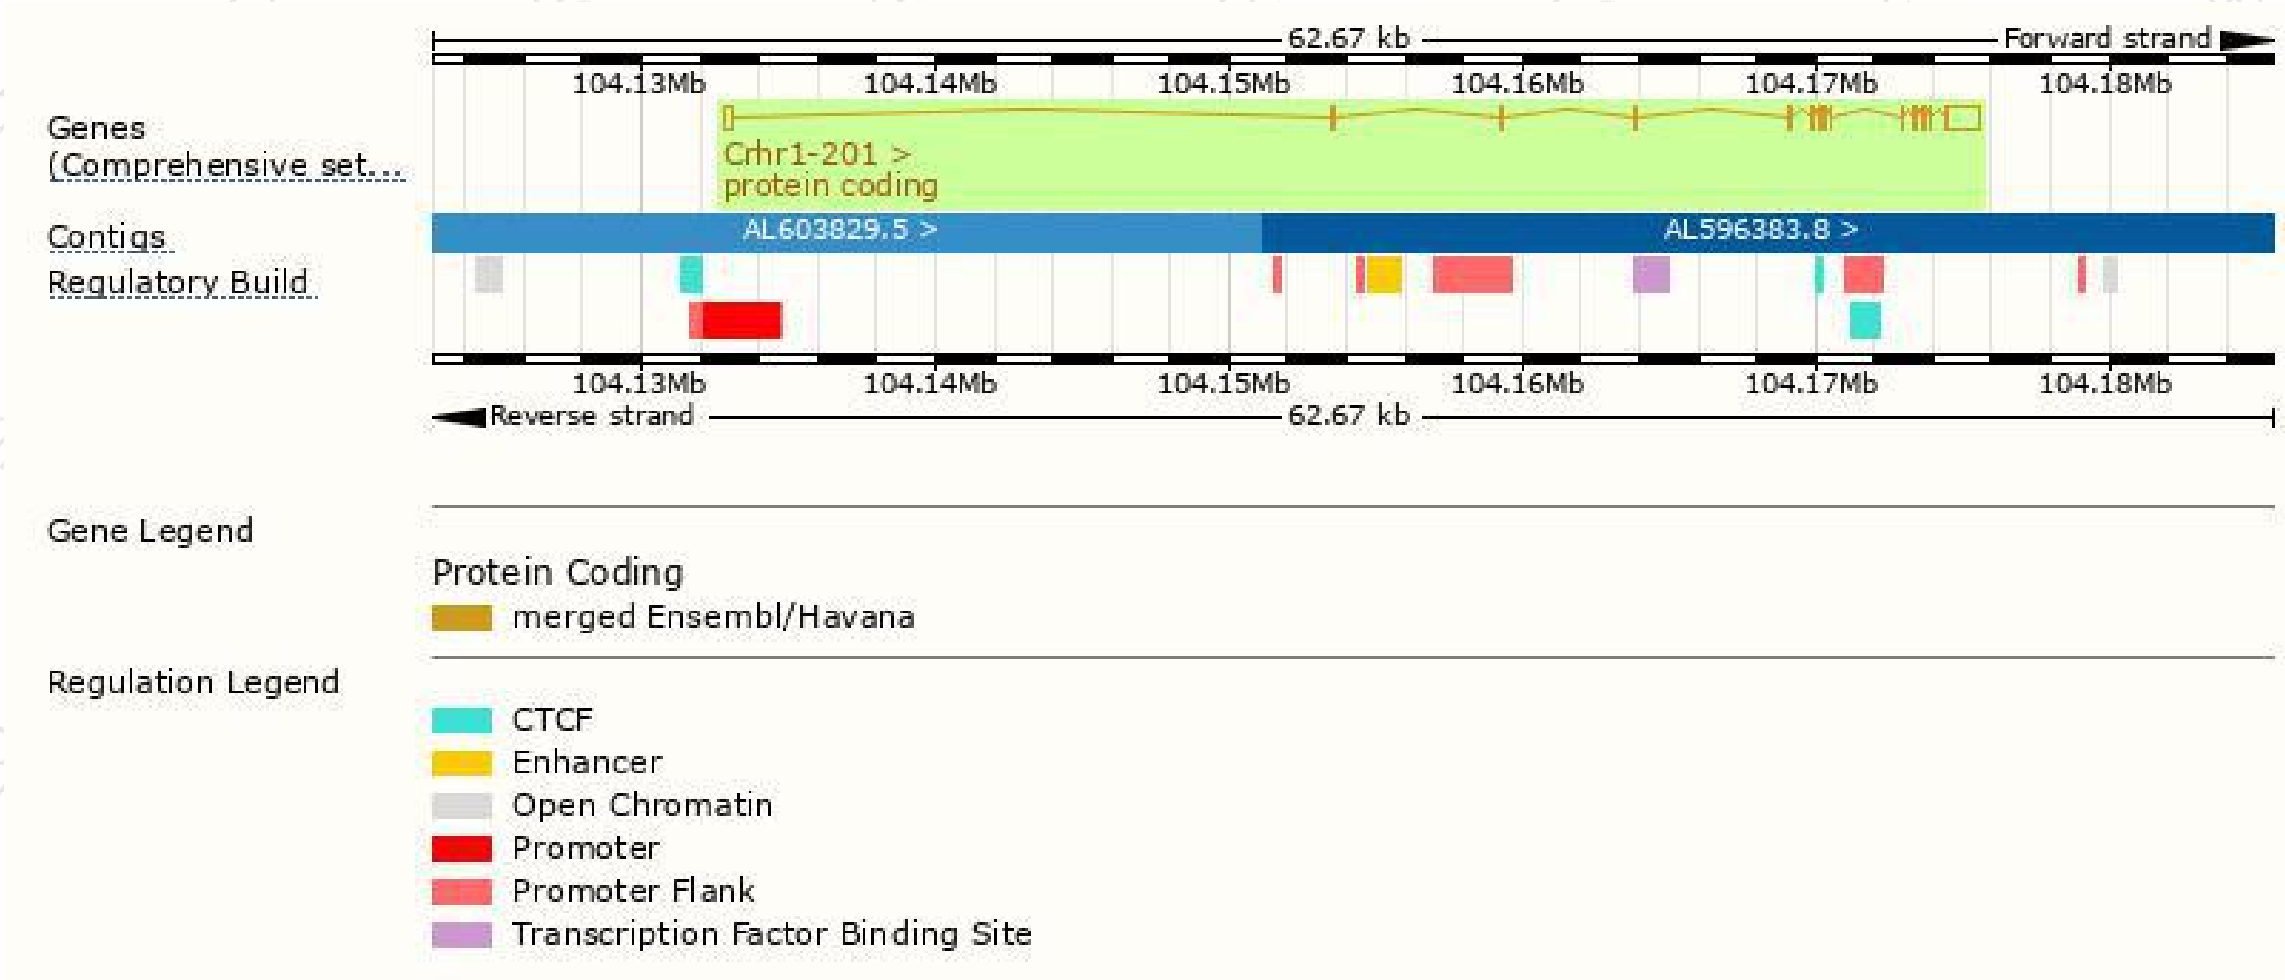 62.67 kb Forward strand
104.13Mb 104.14Mb 104.15Mb 104.16Mb 104.17Mb 104.18Mb
Genes
(Comprehensive set...
Crhr1-201 >
protein coding
Contigs AL603829.5 > AL596383.8 >
Regulatory Build
104.13Mb 104.14Mb 104.15Mb 104.16Mb 104.17Mb 104.18Mb
Reverse strand 62.67 kb
Gene Legend
Protein Coding
merged Ensembl/Havana
Regulation Legend
CTCF
Enhancer
Open Chromatin
Promoter
Promoter Flank
Transcription Factor Binding Site